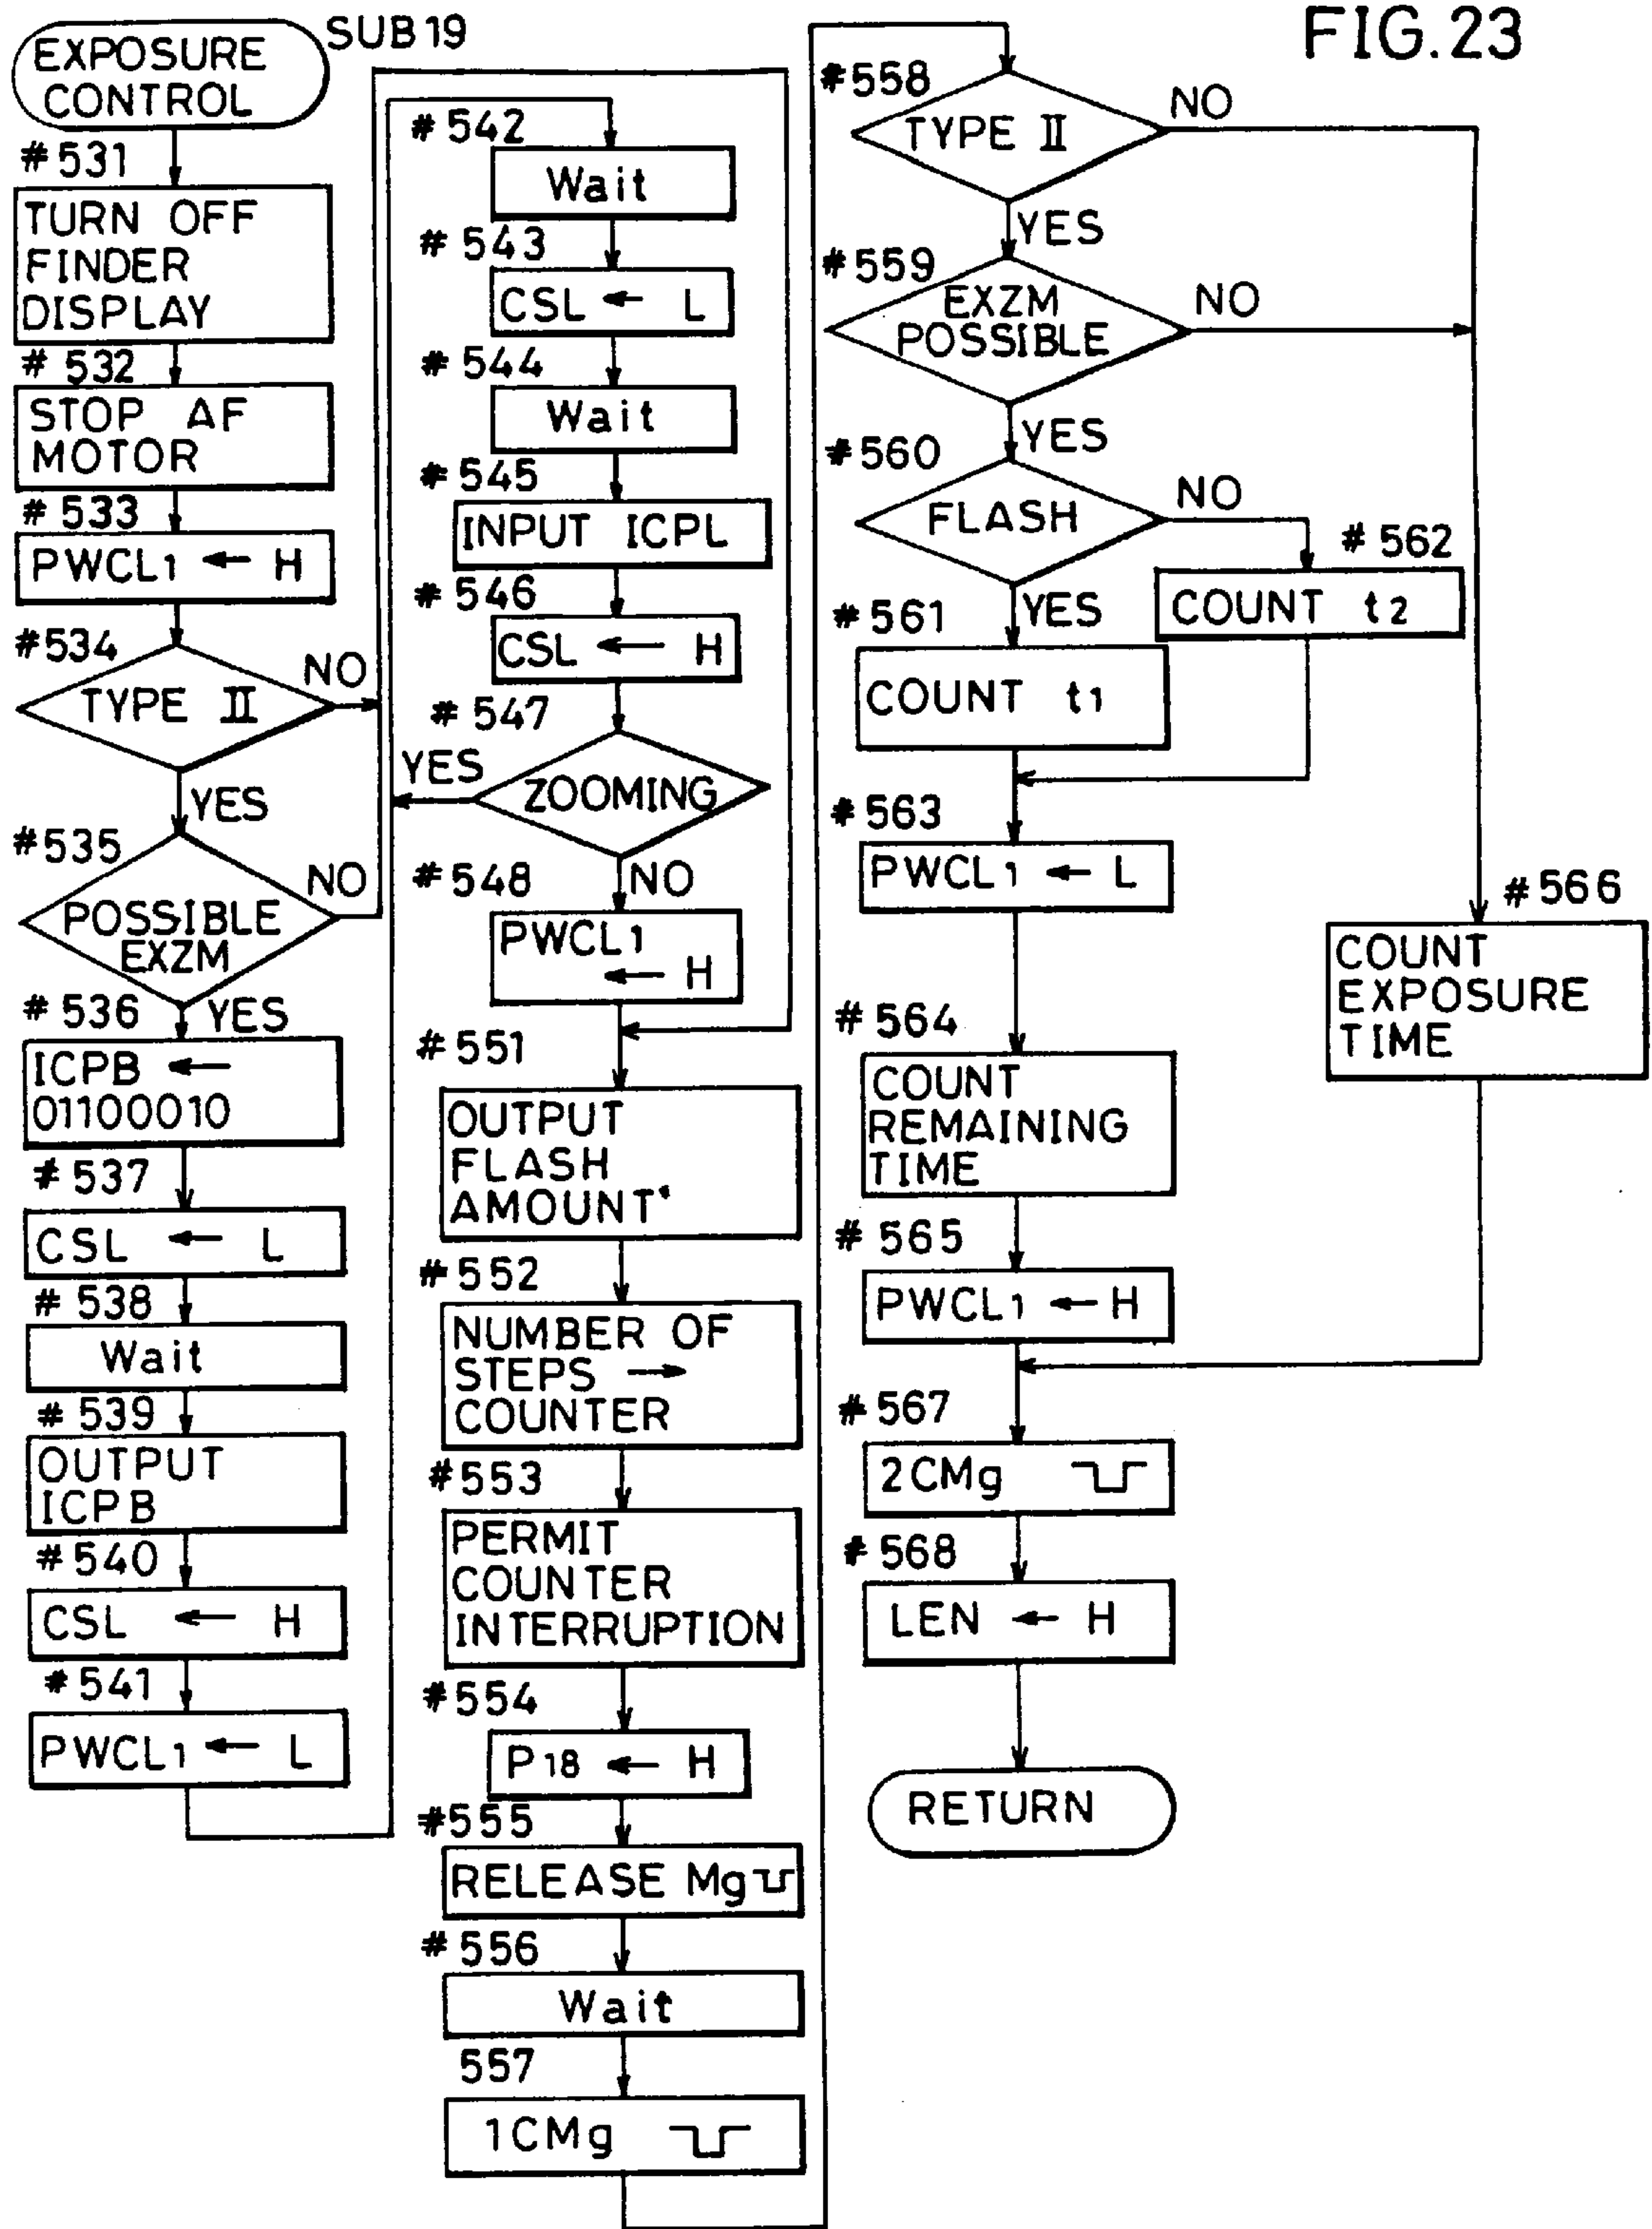 FIG.23
SUB19
EXPOSURE
CONTROL
#531
TURN OFF
FINDER
DISPLAY
#532
STOP AF
MOTOR
#533
PWCL1 ← H
#534
TYPE II
NO
YES
#535
POSSIBLE
EXZM
NO
YES
#536
ICPB ←
01100010
#537
CSL ← L
#538
Wait
#539
OUTPUT
ICPB
#540
CSL ← H
#541
PWCL1 ← L
#542
Wait
#543
CSL ← L
#544
Wait
#545
INPUT ICPL
#546
CSL ← H
#547
ZOOMING
YES
NO
#548
PWCL1
← H
#551
OUTPUT
FLASH
AMOUNT
#552
NUMBER OF
STEPS →
COUNTER
#553
PERMIT
COUNTER
INTERRUPTION
#554
P18 ← H
#555
RELEASE Mg
#556
Wait
557
1CMg
#558
TYPE II
NO
YES
#559
EXZM
POSSIBLE
NO
YES
#560
FLASH
NO
YES
#561
COUNT t1
#562
COUNT t2
#563
PWCL1 ← L
#564
COUNT
REMAINING
TIME
#565
PWCL1 ← H
#566
COUNT
EXPOSURE
TIME
#567
2CMg
#568
LEN ← H
RETURN